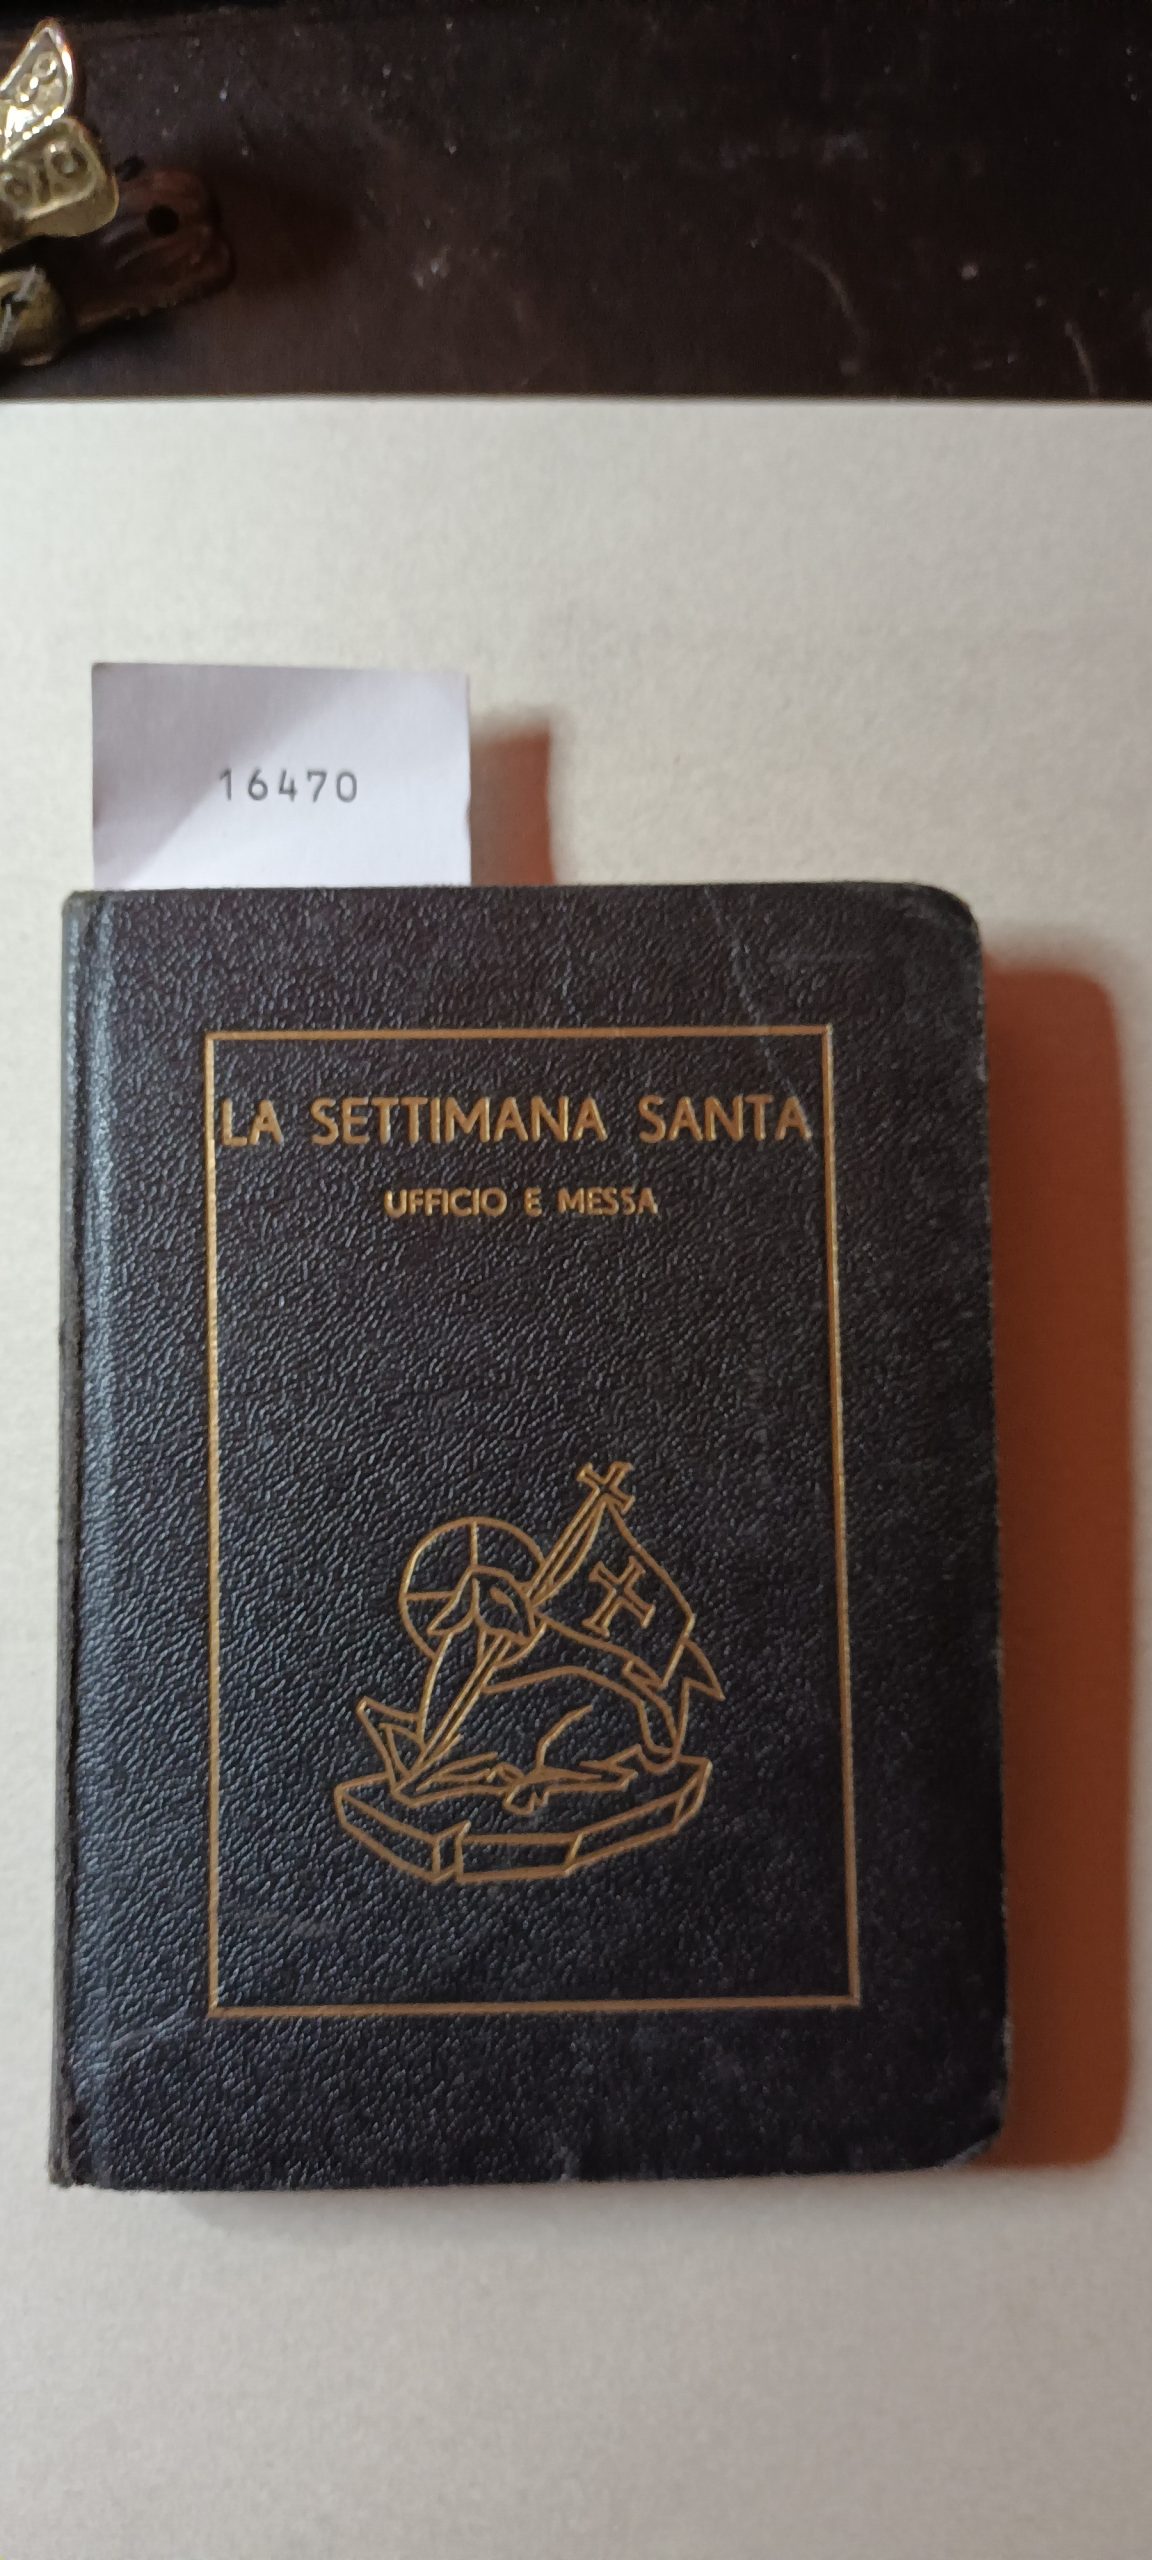 16470
LA SETTIMANA SANTA
UFFICIO E MESSA